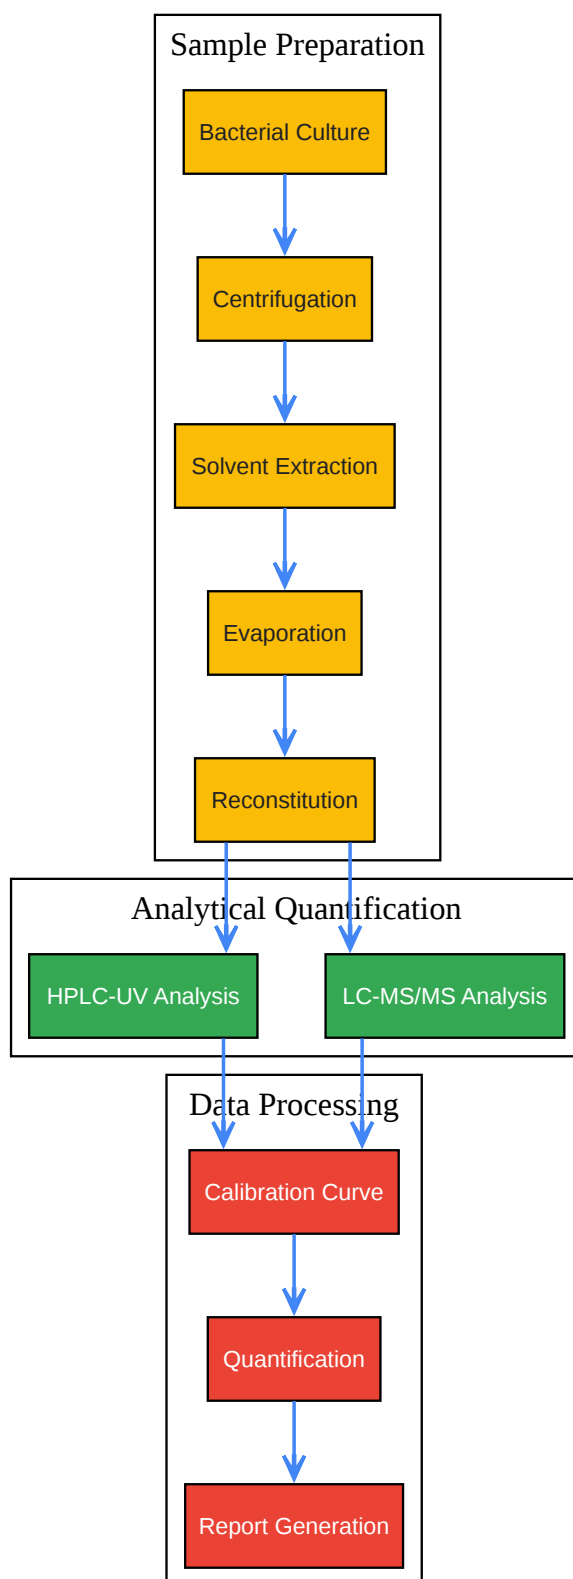 Sample Preparation
Bacterial Culture
Centrifugation
Solvent Extraction
Evaporation
Reconstitution
Analytical Quantification
HPLC-UV Analysis
LC-MS/MS Analysis
Data Processing
Calibration Curve
Quantification
Report Generation